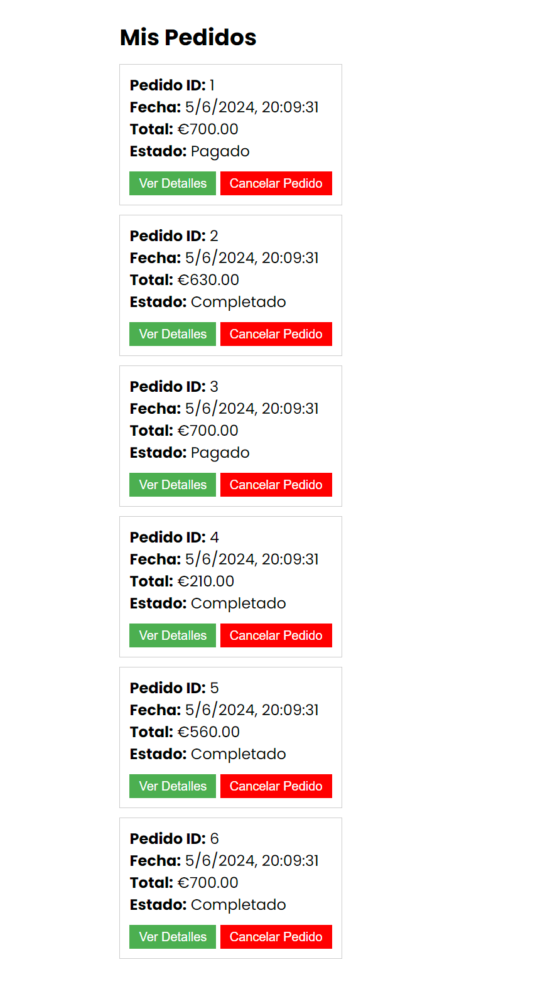 Mis Pedidos
Pedido ID: 1
Fecha: 5/6/2024, 20:09:31
Total: €700.00
Estado: Pagado
Ver Detalles Cancelar Pedido
Pedido ID: 2
Fecha: 5/6/2024, 20:09:31
Total: €630.00
Estado: Completado
Ver Detalles Cancelar Pedido
Pedido ID: 3
Fecha: 5/6/2024, 20:09:31
Total: €700.00
Estado: Pagado
Ver Detalles Cancelar Pedido
Pedido ID: 4
Fecha: 5/6/2024, 20:09:31
Total: €210.00
Estado: Completado
Ver Detalles Cancelar Pedido
Pedido ID: 5
Fecha: 5/6/2024, 20:09:31
Total: €560.00
Estado: Completado
Ver Detalles Cancelar Pedido
Pedido ID: 6
Fecha: 5/6/2024, 20:09:31
Total: €700.00
Estado: Completado
Ver Detalles Cancelar Pedido